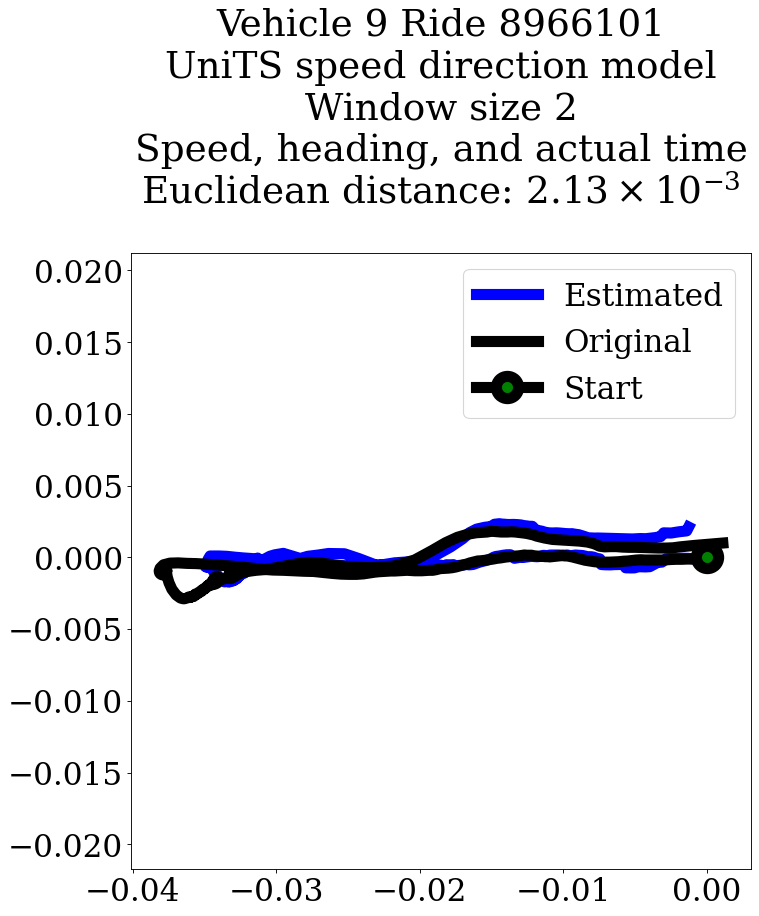 Vehicle 9 Ride 8966101
UniTS speed direction model
Window size 2
Speed, heading, and actual time
Euclidean distance: 2.13 × 10⁻³
Estimated
Original
Start
0.020
0.015
0.010
0.005
0.000
−0.005
−0.010
−0.015
−0.020
−0.04 −0.03 −0.02 −0.01 0.00